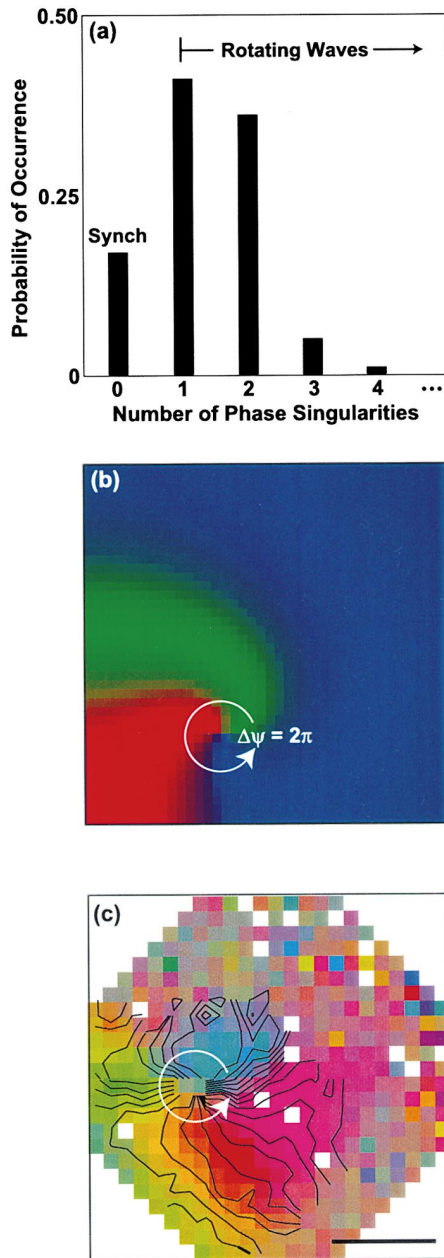 (a)
0.50
Rotating Waves
0.25
Synch
0
0 1 2 3 4 ...
Probability of Occurrence
Number of Phase Singularities
(b)
Δψ = 2π
(c)